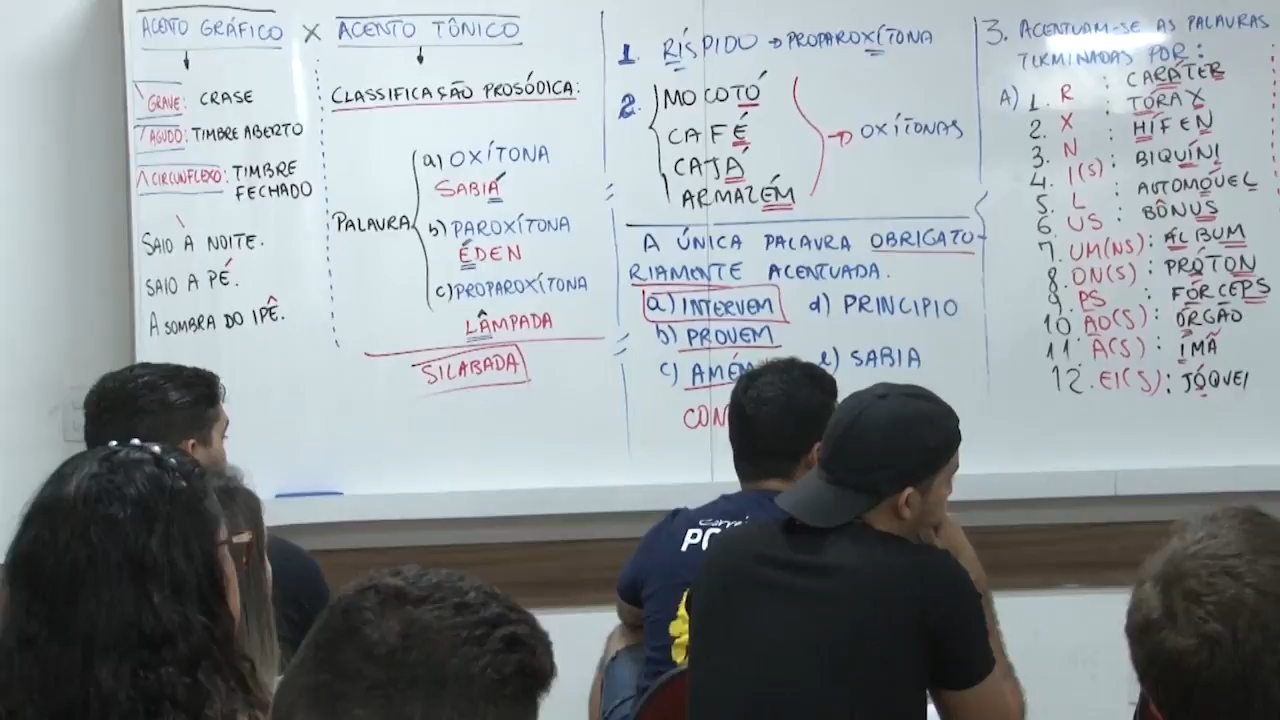 ACENTO GRÁFICO X ACENTO TÔNICO
GRAVE: CRASE
AGUDO: TIMBRE ABERTO
^ CIRCUNFLEXO: TIMBRE
FECHADO
SAIO A NOITE.
SAIO A PÉ.
A SOMBRA DO IPÊ.
CLASSIFICAÇÃO PROSÓDICA:
PALAVRA
a) OXÍTONA
SABIÁ
b) PAROXÍTONA
ÉDEN
c) PROPAROXÍTONA
LÂMPADA
SILABADA
1. RÍSPIDO → PROPAROXÍTONA
2. MOCOTÓ
CAFÉ
CAJÁ
ARMAZÉM
→ OXÍTONAS
A ÚNICA PALAVRA OBRIGATO-
RIAMENTE ACENTUADA.
a) INTERVEM d) PRINCIPIO
b) PROVEM
c) AMÉM e) SABIA
CON
3. ACENTUAM-SE AS PALAVRAS
TERMINADAS POR:
A) 1. R : CARÁTER
2. X : TÓRAX
3. N : HÍFEN
4. I(S) : BIQUÍNI
5. L : AUTOMÓVEL
6. US : BÔNUS
7. UM(NS): ÁLBUM
8. ON(S) : PRÓTON
9. PS : FÓRCEPS
10. ÃO(S) : ÓRGÃO
11. Ã(S) : ÍMÃ
12. EI(S): JÓQUEI
PC